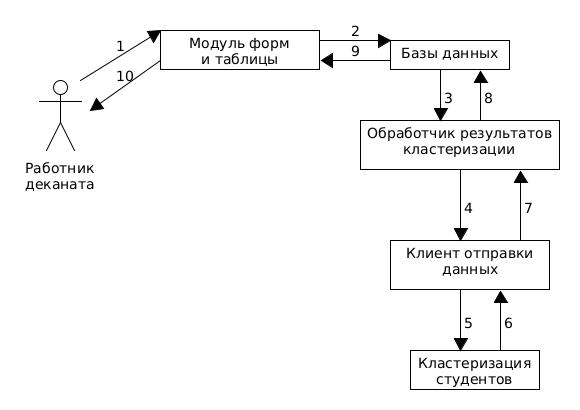 1
2
Модуль форм
и таблицы
Базы данных
9
10
3
8
Обработчик результатов
кластеризации
Работник
деканата
4
7
Клиент отправки
данных
5
6
Кластеризация
студентов